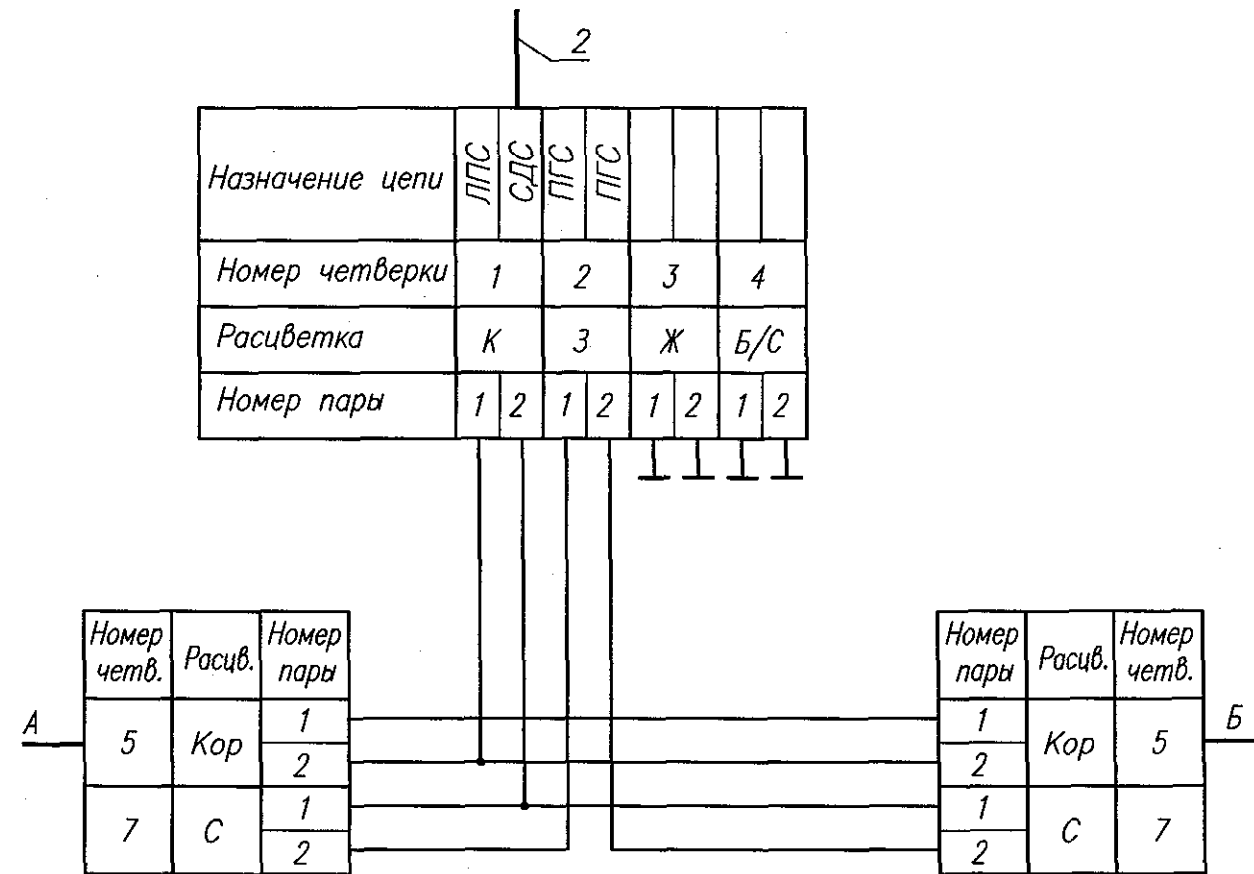 2
Назначение цепи ЛПС СДС ПГС ПГС
Номер четверки 1 2 3 4
Расцветка К З Ж Б/С
Номер пары 1 2 1 2 1 2 1 2
Номер четв. Расцв. Номер пары
А 5 Кор 1
2
7 С 1
2
Номер пары Расцв. Номер четв.
1 Кор 5 Б
2
1 С 7
2